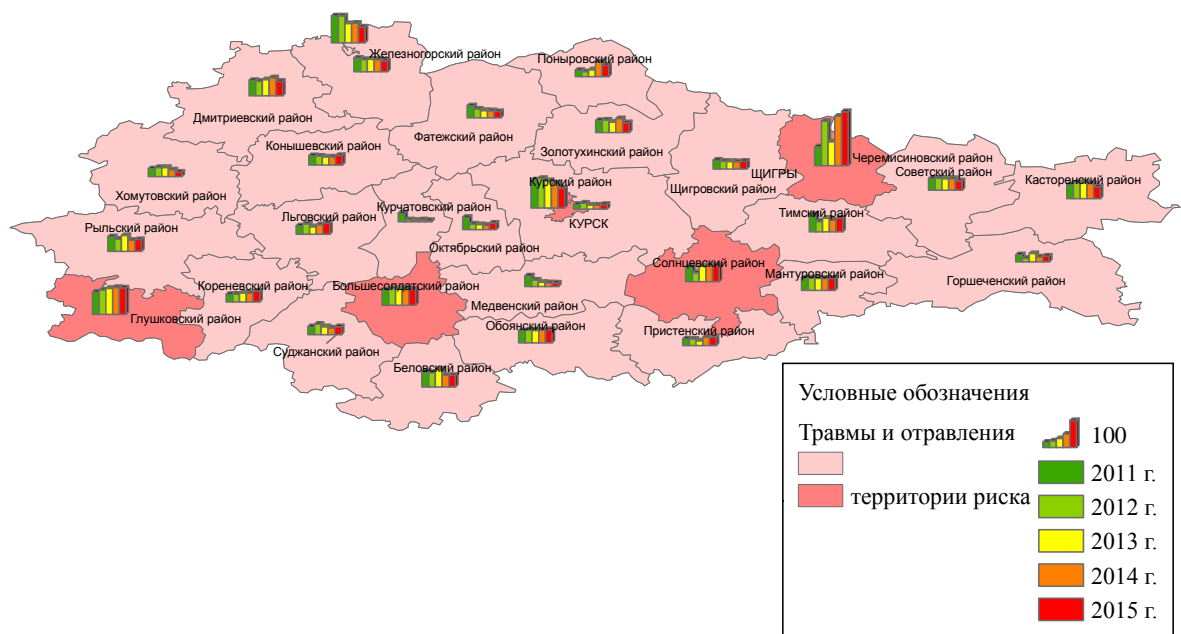 Железногорский район
Поныровский район
Дмитриевский район
Фатежский район
Конышевский район
Золотухинский район
Черемисиновский район
ЩИГРЫ
Советский район
Хомутовский район
Курский район
Щигровский район
Касторенский район
Курчатовский район
Льговский район
КУРСК
Тимский район
Рыльский район
Октябрьский район
Солнцевский район
Мантуровский район
Горшеченский район
Кореневский район
Большесолдатский район
Медвенский район
Глушковский район
Обоянский район
Пристенский район
Суджанский район
Беловский район
Условные обозначения
Травмы и отравления
территории риска
100
2011 г.
2012 г.
2013 г.
2014 г.
2015 г.